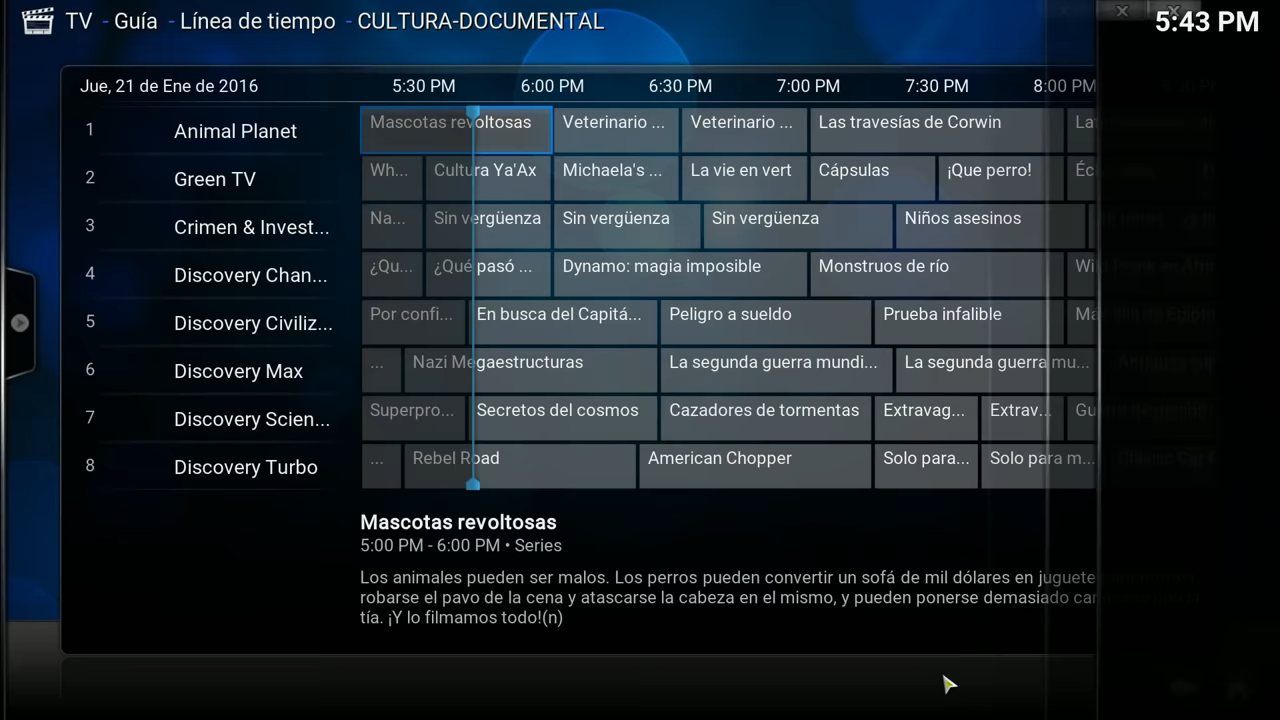 TV - Guía - Línea de tiempo - CULTURA-DOCUMENTAL
5:43 PM
Jue, 21 de Ene de 2016 5:30 PM 6:00 PM 6:30 PM 7:00 PM 7:30 PM 8:00 PM
1 Animal Planet Mascotas revoltosas Veterinario ... Veterinario ... Las travesías de Corwin
2 Green TV Wh... Cultura Ya'Ax Michaela's ... La vie en vert Cápsulas ¡Que perro!
3 Crimen & Invest... Na... Sin vergüenza Sin vergüenza Sin vergüenza Niños asesinos
4 Discovery Chan... ¿Qu... ¿Qué pasó ... Dynamo: magia imposible Monstruos de río
5 Discovery Civiliz... Por confi... En busca del Capitá... Peligro a sueldo Prueba infalible
6 Discovery Max ... Nazi Megaestructuras La segunda guerra mundi... La segunda guerra mu...
7 Discovery Scien... Superpro... Secretos del cosmos Cazadores de tormentas Extravag... Extrav...
8 Discovery Turbo ... Rebel Road American Chopper Solo para... Solo para m...
Mascotas revoltosas
5:00 PM - 6:00 PM • Series
Los animales pueden ser malos. Los perros pueden convertir un sofá de mil dólares en juguete
robarse el pavo de la cena y atascarse la cabeza en el mismo, y pueden ponerse demasiado
tía. ¡Y lo filmamos todo!(n)